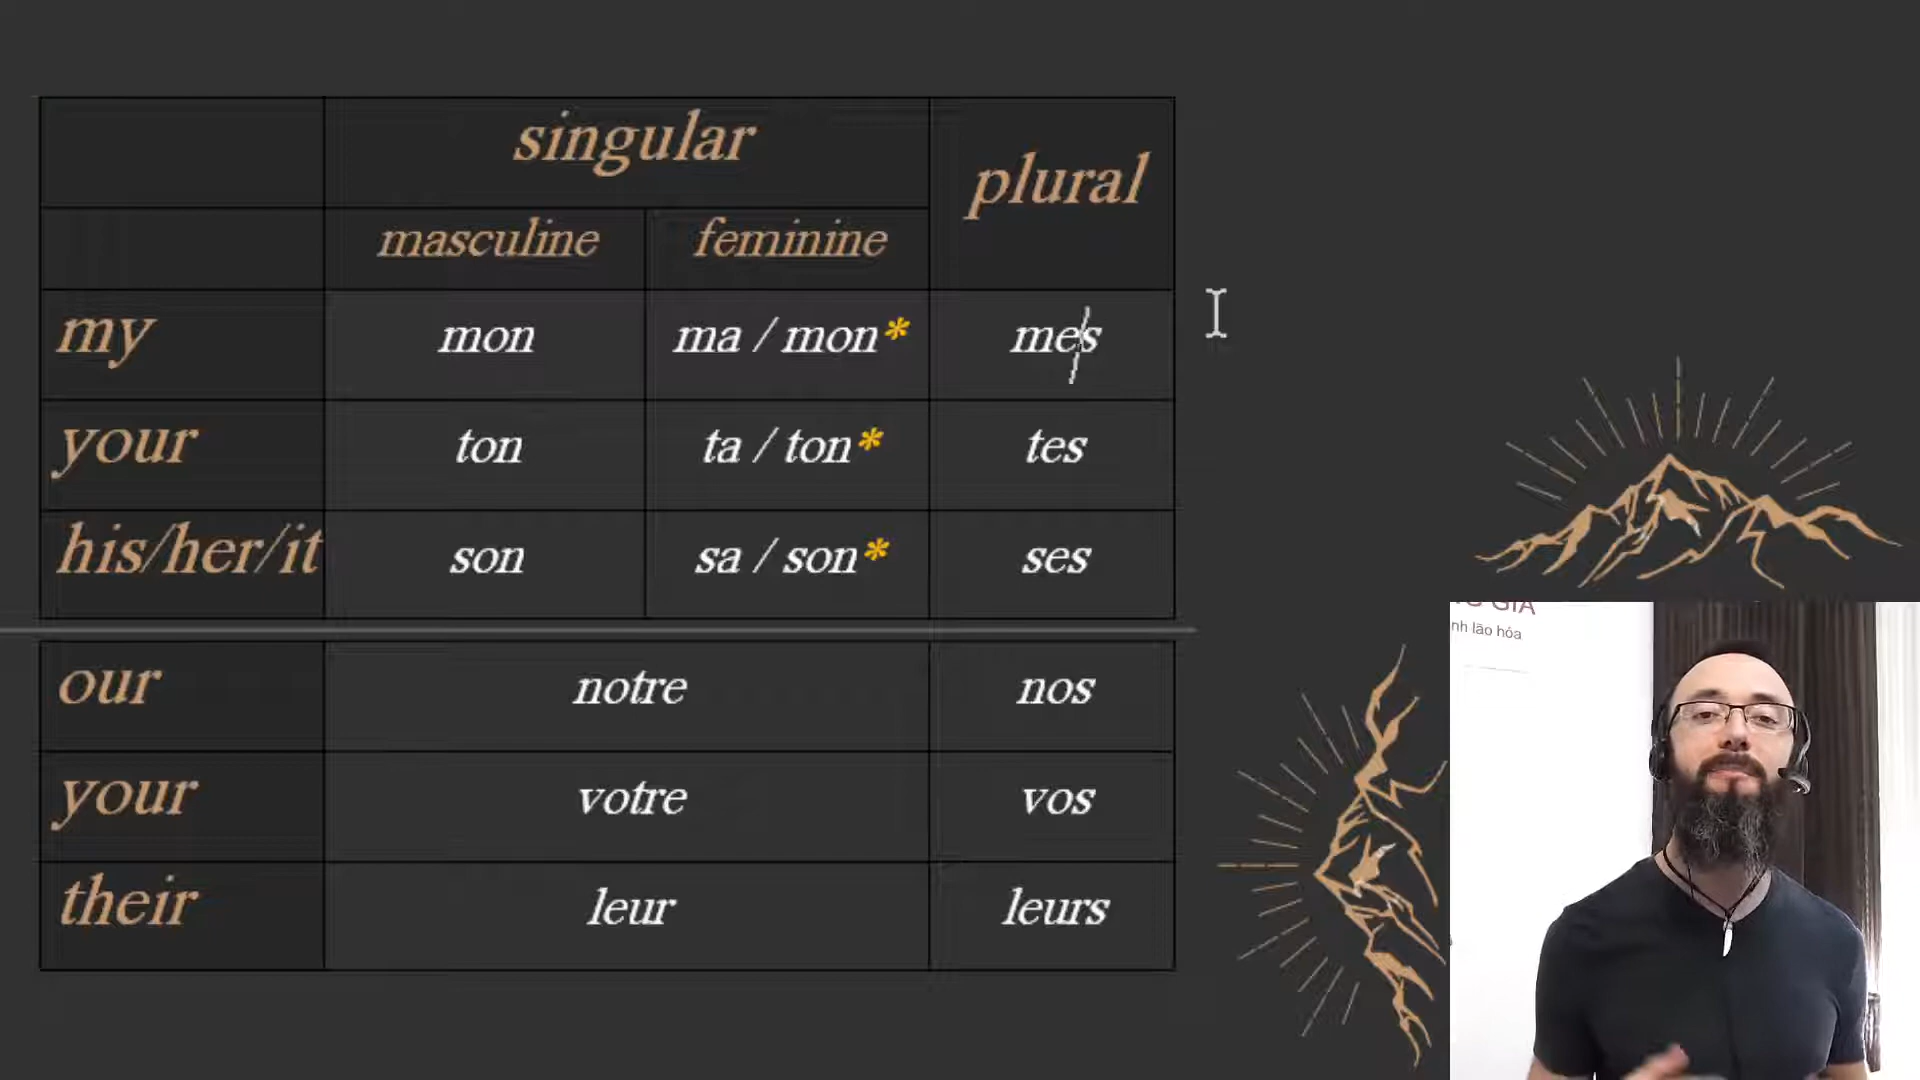 singular
plural
masculine feminine
my mon ma / mon* mes
your ton ta / ton* tes
his/her/it son sa / son* ses
nh lão hóa
our notre nos
your votre vos
their leur leurs